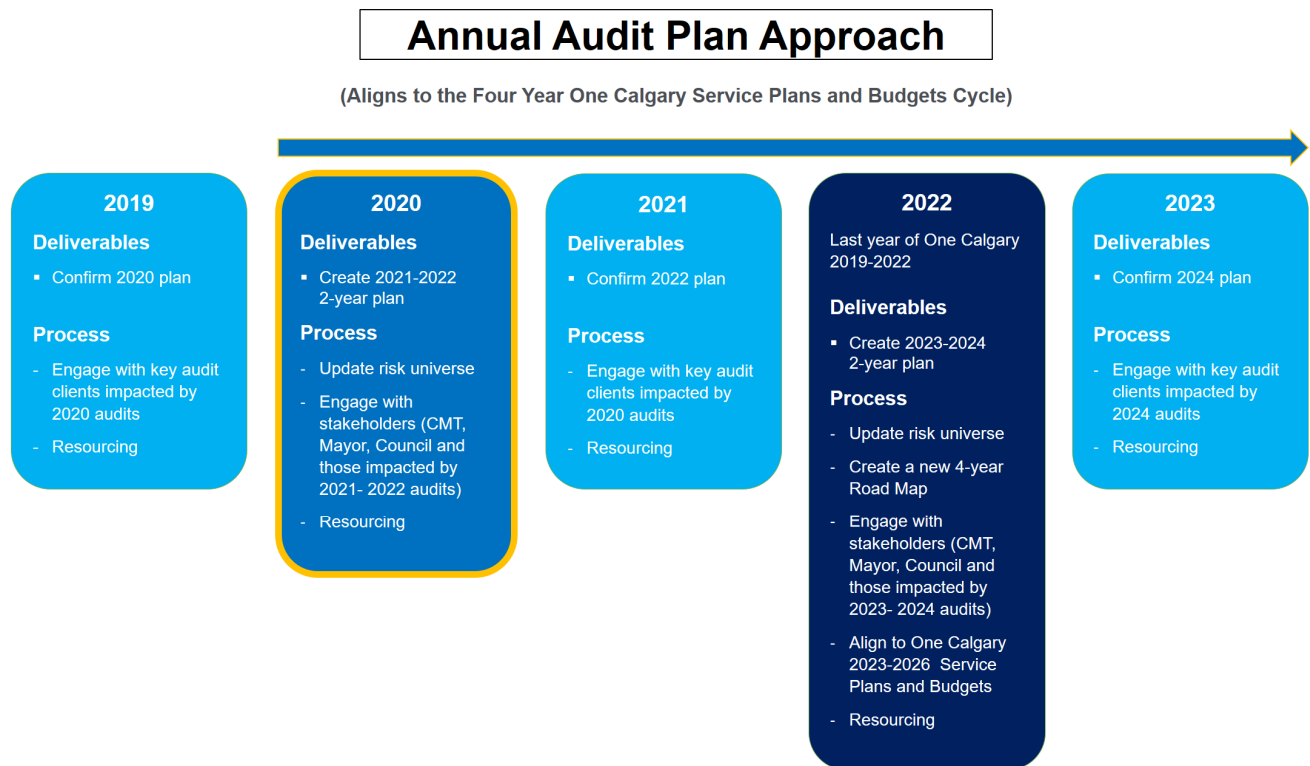 Annual Audit Plan Approach
(Aligns to the Four Year One Calgary Service Plans and Budgets Cycle)
2019
Deliverables
▪ Confirm 2020 plan
Process
- Engage with key audit
clients impacted by
2020 audits
- Resourcing
2020
Deliverables
▪ Create 2021-2022
2-year plan
Process
- Update risk universe
- Engage with
stakeholders (CMT,
Mayor, Council and
those impacted by
2021- 2022 audits)
- Resourcing
2021
Deliverables
▪ Confirm 2022 plan
Process
- Engage with key audit
clients impacted by
2020 audits
- Resourcing
2022
Last year of One Calgary
2019-2022
Deliverables
▪ Create 2023-2024
2-year plan
Process
- Update risk universe
- Create a new 4-year
Road Map
- Engage with
stakeholders (CMT,
Mayor, Council and
those impacted by
2023- 2024 audits)
- Align to One Calgary
2023-2026 Service
Plans and Budgets
- Resourcing
2023
Deliverables
▪ Confirm 2024 plan
Process
- Engage with key audit
clients impacted by
2024 audits
- Resourcing